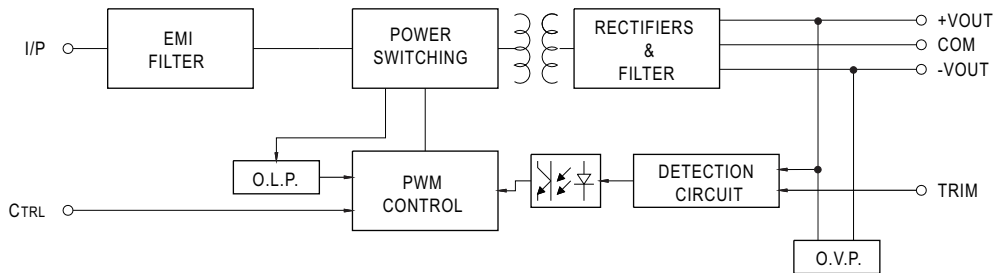 I/P
EMI
FILTER
POWER
SWITCHING
RECTIFIERS
&
FILTER
+VOUT
COM
-VOUT
O.L.P.
PWM
CONTROL
DETECTION
CIRCUIT
TRIM
CTRL
O.V.P.